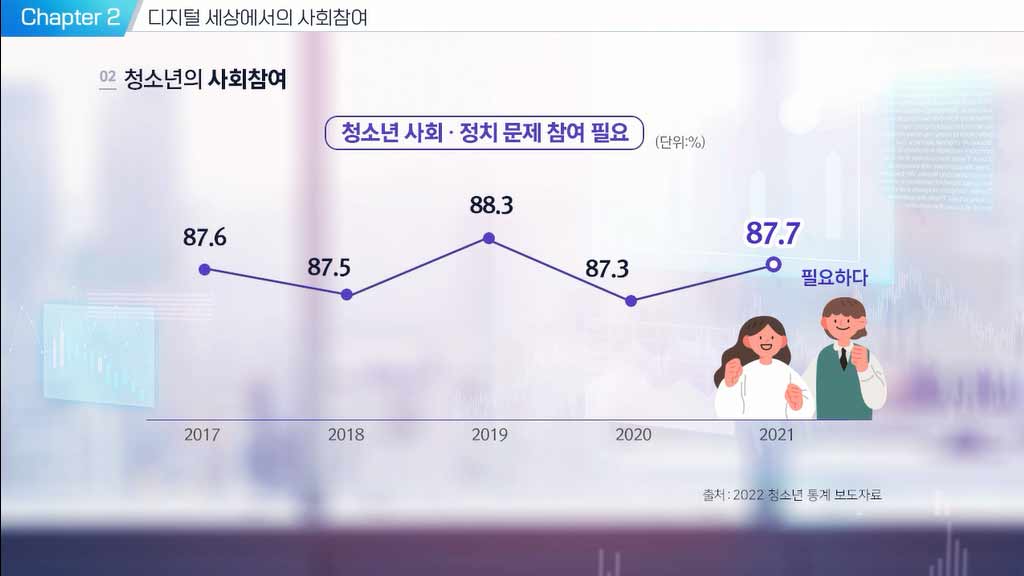 Chapter 2 디지털 세상에서의 사회참여
02 청소년의 사회참여
청소년 사회 · 정치 문제 참여 필요 (단위:%)
87.6
87.5
88.3
87.3
87.7
필요하다
2017 2018 2019 2020 2021
출처 : 2022 청소년 통계 보도자료